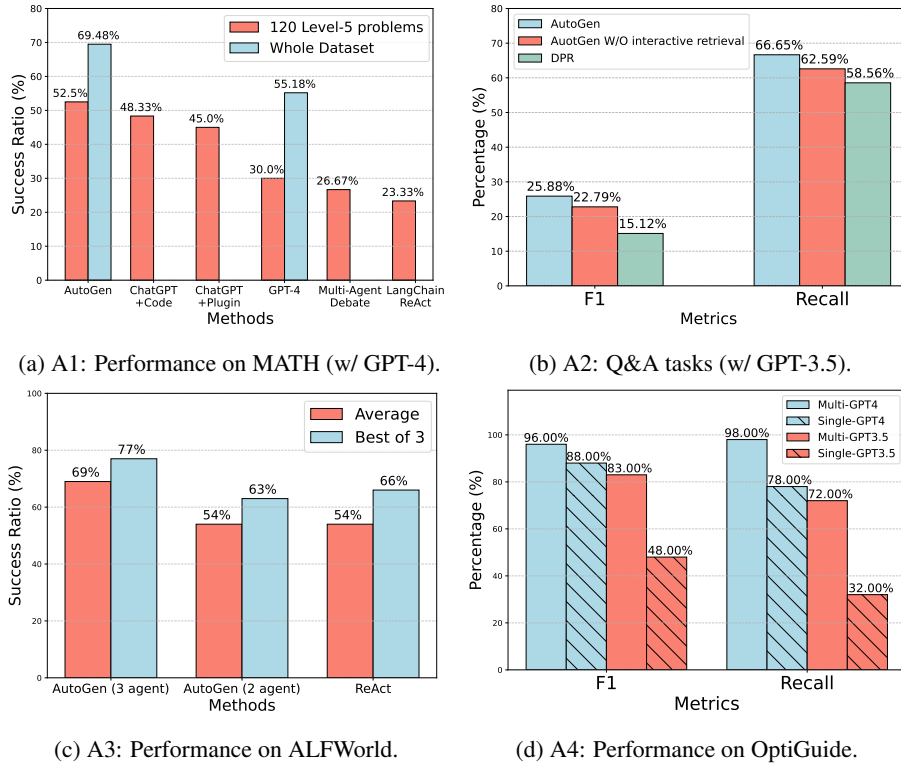 80
70
60
50
40
30
20
10
0
Success Ratio (%)
120 Level-5 problems
Whole Dataset
69.48%
52.5%
48.33%
45.0%
30.0%
55.18%
26.67%
23.33%
AutoGen
ChatGPT
+Code
ChatGPT
+Plugin
GPT-4
Multi-Agent
Debate
LangChain
ReAct
Methods
(a) A1: Performance on MATH (w/ GPT-4).
80
70
60
50
40
30
20
10
0
Percentage (%)
AutoGen
AuotGen W/O interactive retrieval
DPR
25.88%
22.79%
15.12%
66.65%
62.59%
58.56%
F1
Recall
Metrics
(b) A2: Q&A tasks (w/ GPT-3.5).
100
80
60
40
20
0
Success Ratio (%)
Average
Best of 3
69%
77%
54%
63%
54%
66%
AutoGen (3 agent)
AutoGen (2 agent)
ReAct
Methods
(c) A3: Performance on ALFWorld.
100
80
60
40
20
0
Percentage (%)
Multi-GPT4
Single-GPT4
Multi-GPT3.5
Single-GPT3.5
96.00%
88.00%
83.00%
48.00%
98.00%
78.00%
72.00%
32.00%
F1
Recall
Metrics
(d) A4: Performance on OptiGuide.